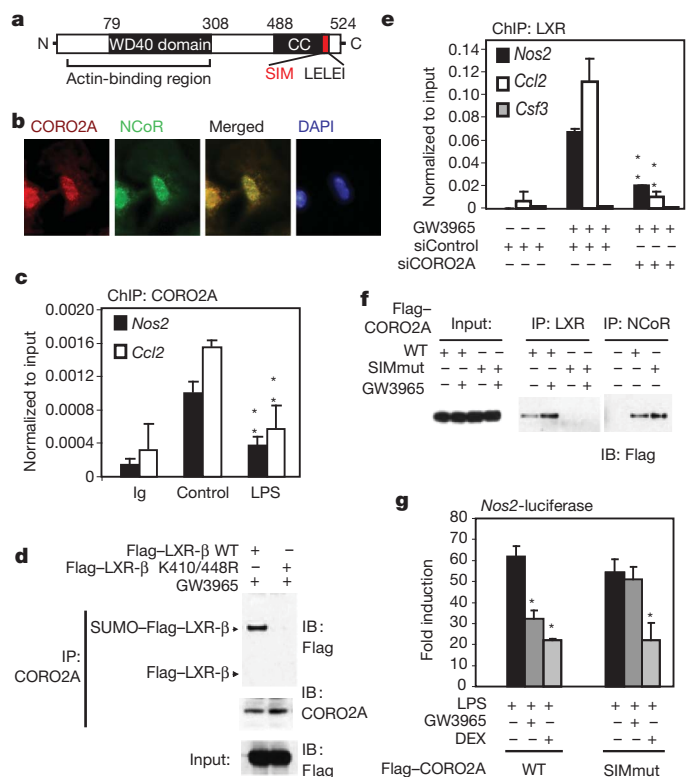 a
79 308 488 524
N WD40 domain CC C
Actin-binding region SIM LELEI
b
CORO2A NCoR Merged DAPI
c
ChIP: CORO2A
Normalized to input
0.0020
0.0016
0.0012
0.0008
0.0004
0
Nos2
Ccl2
* * * *
Ig Control LPS
d
Flag–LXR-β WT + –
Flag–LXR-β K410/448R – +
GW3965 + +
IP: CORO2A
SUMO–Flag–LXR-β
IB: Flag
Flag–LXR-β
IB: CORO2A
Input:
IB: Flag
e
ChIP: LXR
Normalized to input
0.14
0.12
0.10
0.08
0.06
0.04
0.02
0
Nos2
Ccl2
Csf3
* * * *
GW3965 – – – + + + + + +
siControl + + + + + + – – –
siCORO2A – – – – – – + + +
f
Flag–CORO2A
Input: IP: LXR IP: NCoR
WT + + – – + + – – – + –
SIMmut – – + + – – + + – – +
GW3965 – + – + – + – +
IB: Flag
g
Nos2-luciferase
Fold induction
80
70
60
50
40
30
20
10
0
* * *
LPS + + + + + +
GW3965 – + – – + –
DEX – – + – – +
Flag–CORO2A WT SIMmut